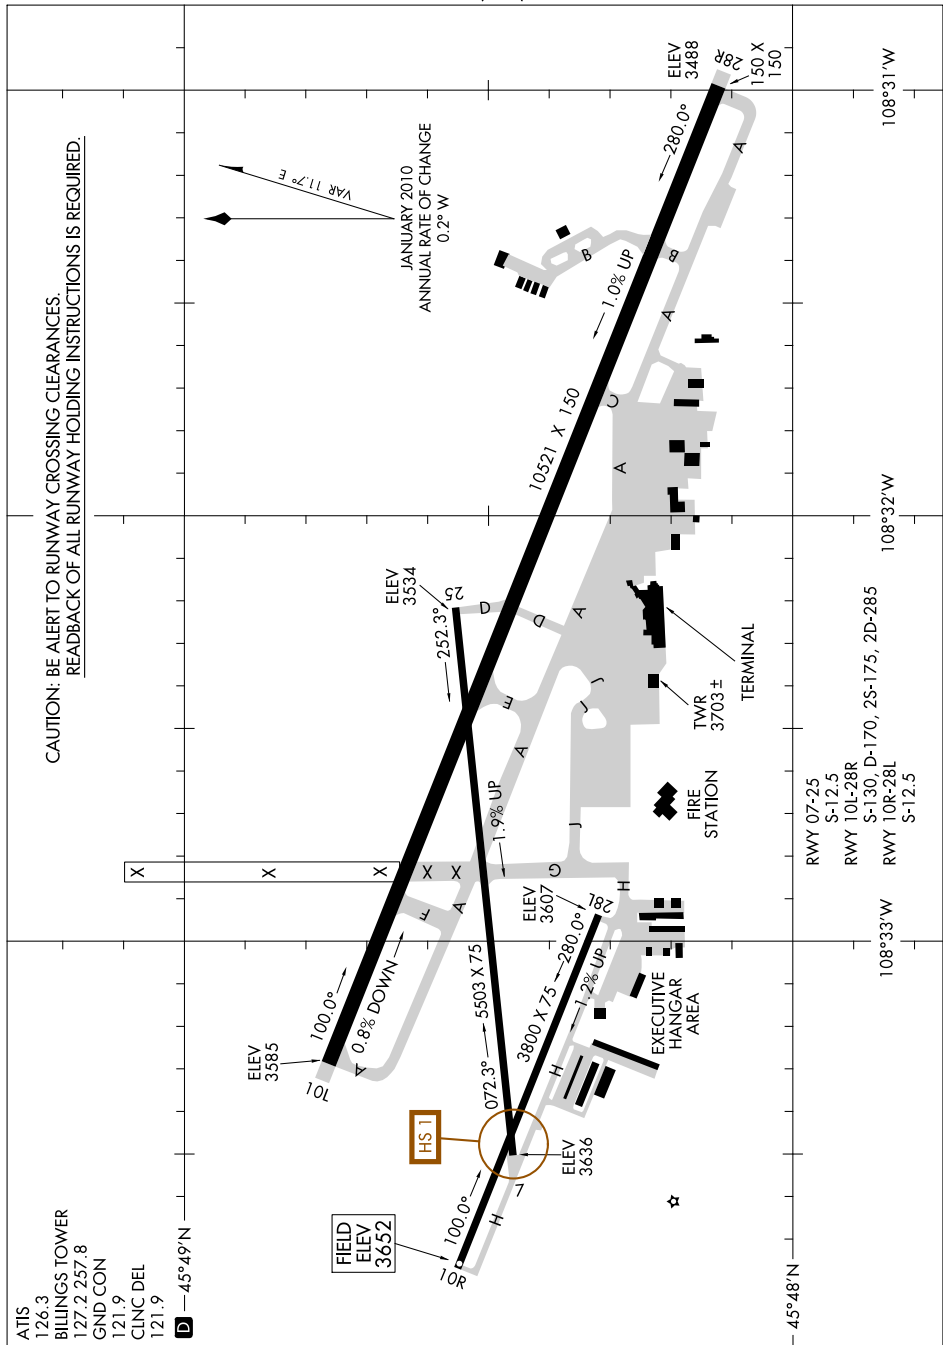 ATIS
126.3
BILLINGS TOWER
127.2 257.8
GND CON
121.9
CLNC DEL
121.9
D
45°49'N
CAUTION: BE ALERT TO RUNWAY CROSSING CLEARANCES.
READBACK OF ALL RUNWAY HOLDING INSTRUCTIONS IS REQUIRED.
VAR 11.7° E
JANUARY 2010
ANNUAL RATE OF CHANGE
0.2° W
ELEV
3488
28R
150 X
150
108°31'W
280.0°
A
B
B
1.0% UP
A
C
10521 X 150
A
108°32'W
ELEV
3534
25
252.3°
D
D
A
E
A
J
J
J
TWR
3703±
TERMINAL
FIRE
STATION
X
X
X
X
X
1.9% UP
G
H
F
A
0.8% DOWN
100.0°
ELEV
3585
10L
A
ELEV
3607
28L
280.0°
108°33'W
5503 X 75
072.3°
3800 X 75
1.2% UP
H
EXECUTIVE
HANGAR
AREA
HS 1
ELEV
3636
L
H
100.0°
10R
FIELD
ELEV
3652
45°48'N
RWY 07-25
S-12.5
RWY 10L-28R
S-130, D-170, 2S-175, 2D-285
RWY 10R-28L
S-12.5